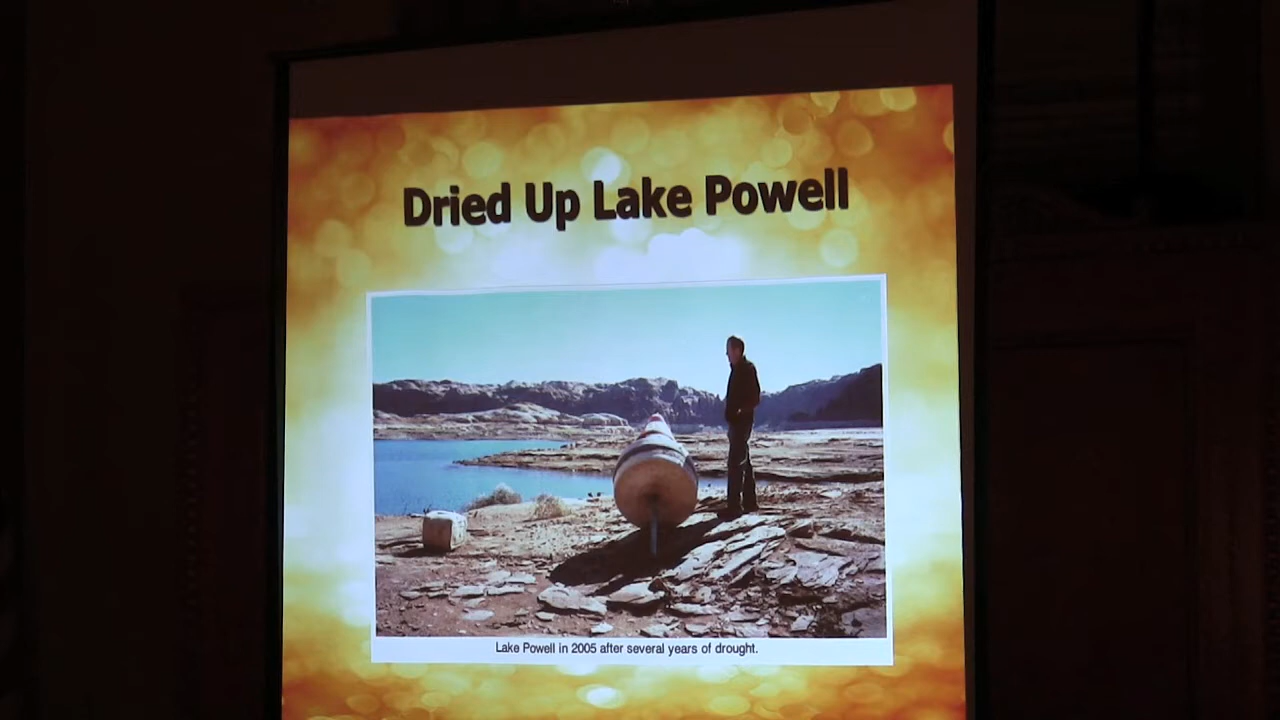 Dried Up Lake Powell
Lake Powell in 2005 after several years of drought.